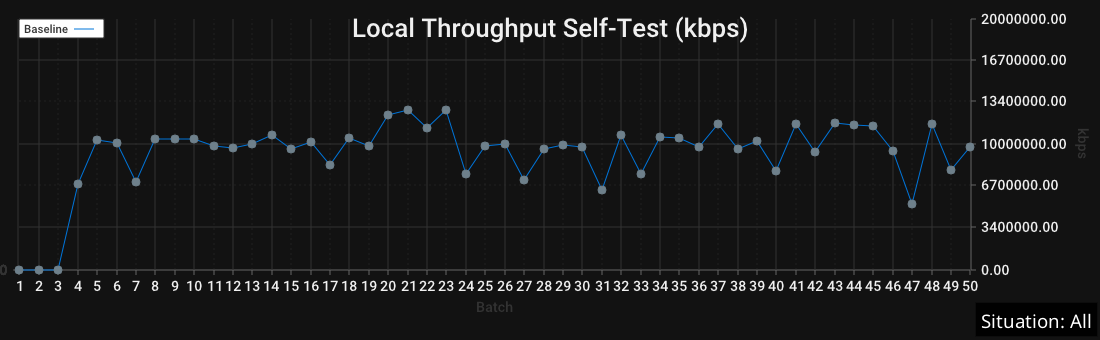 Local Throughput Self-Test (kbps)
Baseline
20000000.00
16700000.00
13400000.00
10000000.00
6700000.00
3400000.00
0.00
kbps
0
1 2 3 4 5 6 7 8 9 10 11 12 13 14 15 16 17 18 19 20 21 22 23 24 25 26 27 28 29 30 31 32 33 34 35 36 37 38 39 40 41 42 43 44 45 46 47 48 49 50
Batch
Situation: All